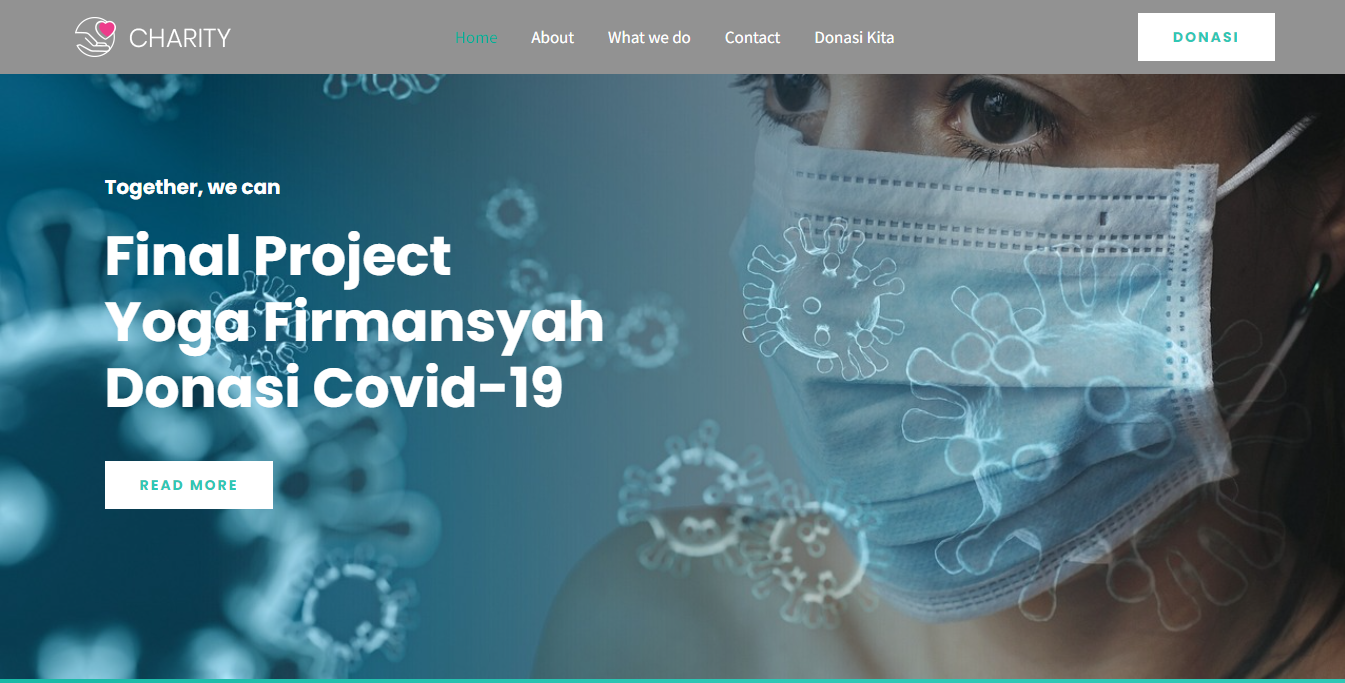 CHARITY
Home
About
What we do
Contact
Donasi Kita
DONASI
Together, we can
Final Project
Yoga Firmansyah
Donasi Covid-19
READ MORE